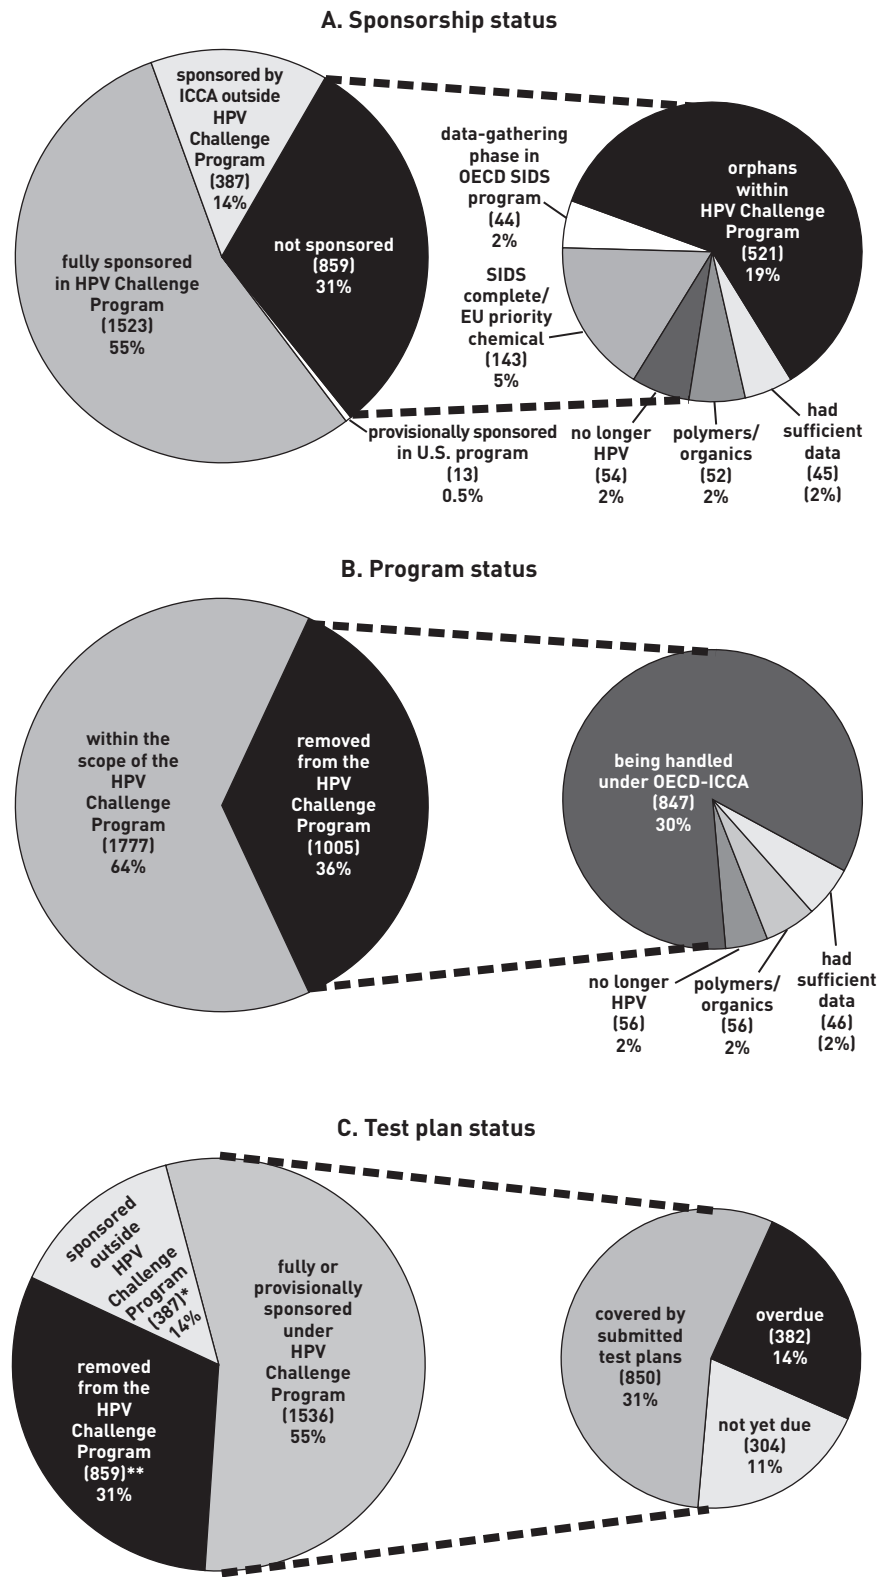 A. Sponsorship status
sponsored by
ICCA outside
HPV
Challenge
Program
(387)
14%
not sponsored
(859)
31%
fully sponsored
in HPV Challenge
Program
(1523)
55%
provisionally sponsored
in U.S. program
(13)
0.5%
data-gathering
phase in
OECD SIDS
program
(44)
2%
orphans
within
HPV Challenge
Program
(521)
19%
SIDS
complete/
EU priority
chemical
(143)
5%
no longer
HPV
(54)
2%
polymers/
organics
(52)
2%
had
sufficient
data
(45)
(2%)
B. Program status
within the
scope of the
HPV
Challenge
Program
(1777)
64%
removed
from the
HPV
Challenge
Program
(1005)
36%
being handled
under OECD-ICCA
(847)
30%
no longer
HPV
(56)
2%
polymers/
organics
(56)
2%
had
sufficient
data
(46)
(2%)
C. Test plan status
sponsored
outside
HPV
Challenge
Program
(387)*
14%
fully or
provisionally
sponsored
under
HPV
Challenge
Program
(1536)
55%
removed
from the
HPV
Challenge
Program
(859)**
31%
covered by
submitted
test plans
(850)
31%
overdue
(382)
14%
not yet due
(304)
11%